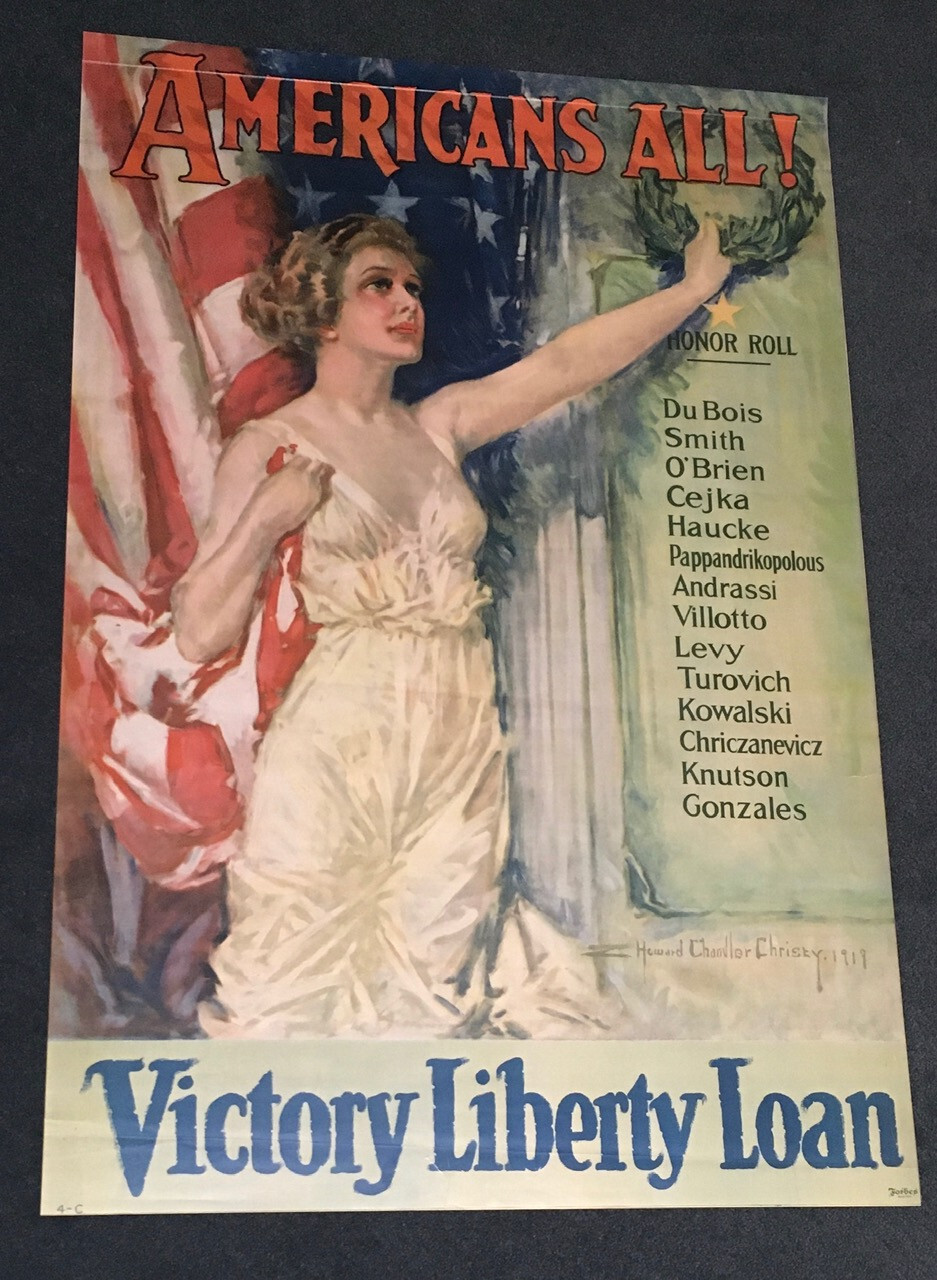 AMERICANS ALL!
HONOR ROLL
Du Bois
Smith
O'Brien
Cejka
Haucke
Pappandrikopolous
Andrassi
Villotto
Levy
Turovich
Kowalski
Chriczanevicz
Knutson
Gonzales
Howard Chandler Christy. 1919
Victory Liberty Loan
4-C
Forbes